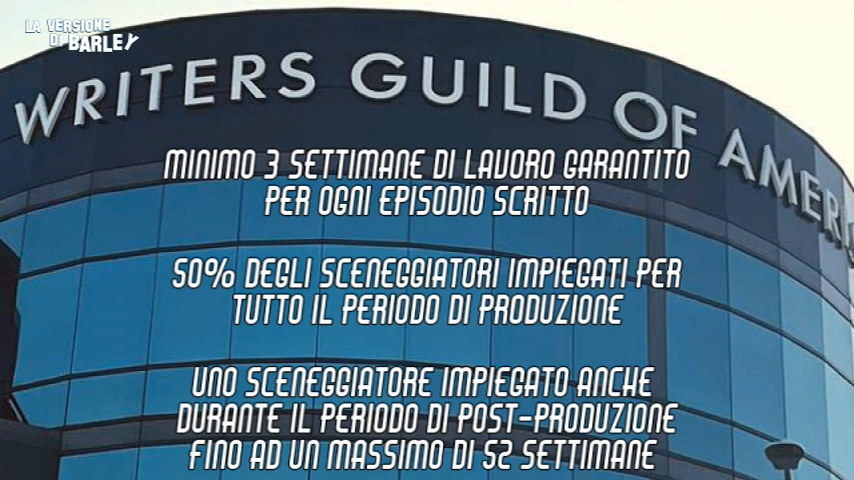 LA VERSIONE
DI BARLEY
WRITERS GUILD OF AMERI
MINIMO 3 SETTIMANE DI LAVORO GARANTITO
PER OGNI EPISODIO SCRITTO
50% DEGLI SCENEGGIATORI IMPIEGATI PER
TUTTO IL PERIODO DI PRODUZIONE
UNO SCENEGGIATORE IMPIEGATO ANCHE
DURANTE IL PERIODO DI POST-PRODUZIONE
FINO AD UN MASSIMO DI 52 SETTIMANE